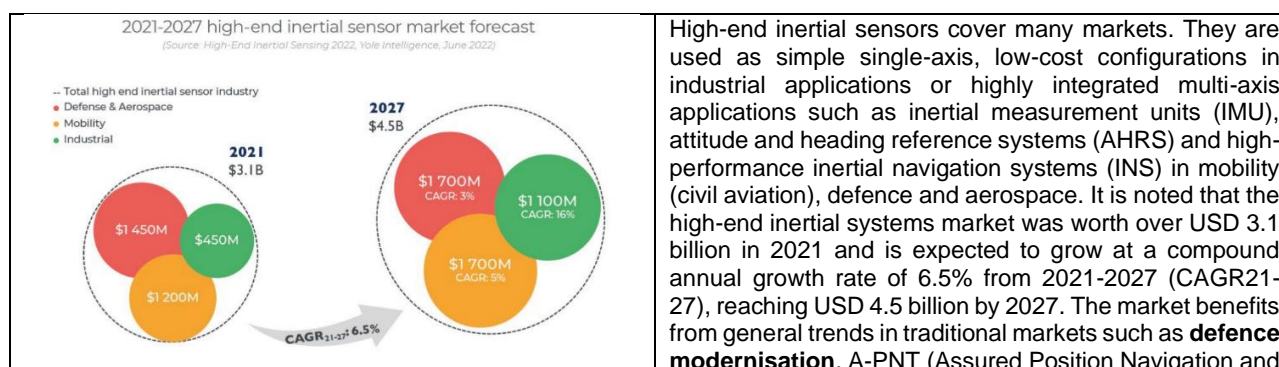 2021-2027 high-end inertial sensor market forecast
(Source: High-End Inertial Sensing 2022, Yole Intelligence, June 2022)
-- Total high end inertial sensor industry
Defense & Aerospace
Mobility
Industrial
2021
$3.1B
$1 450M
$450M
$1 200M
2027
$4.5B
$1 700M
CAGR: 3%
$1 100M
CAGR: 16%
$1 700M
CAGR: 5%
CAGR21-27: 6.5%
High-end inertial sensors cover many markets. They are
used as simple single-axis, low-cost configurations in
industrial applications or highly integrated multi-axis
applications such as inertial measurement units (IMU),
attitude and heading reference systems (AHRS) and high-
performance inertial navigation systems (INS) in mobility
(civil aviation), defence and aerospace. It is noted that the
high-end inertial systems market was worth over USD 3.1
billion in 2021 and is expected to grow at a compound
annual growth rate of 6.5% from 2021-2027 (CAGR21-
27), reaching USD 4.5 billion by 2027. The market benefits
from general trends in traditional markets such as defence
modernisation, A-PNT (Assured Position Navigation and